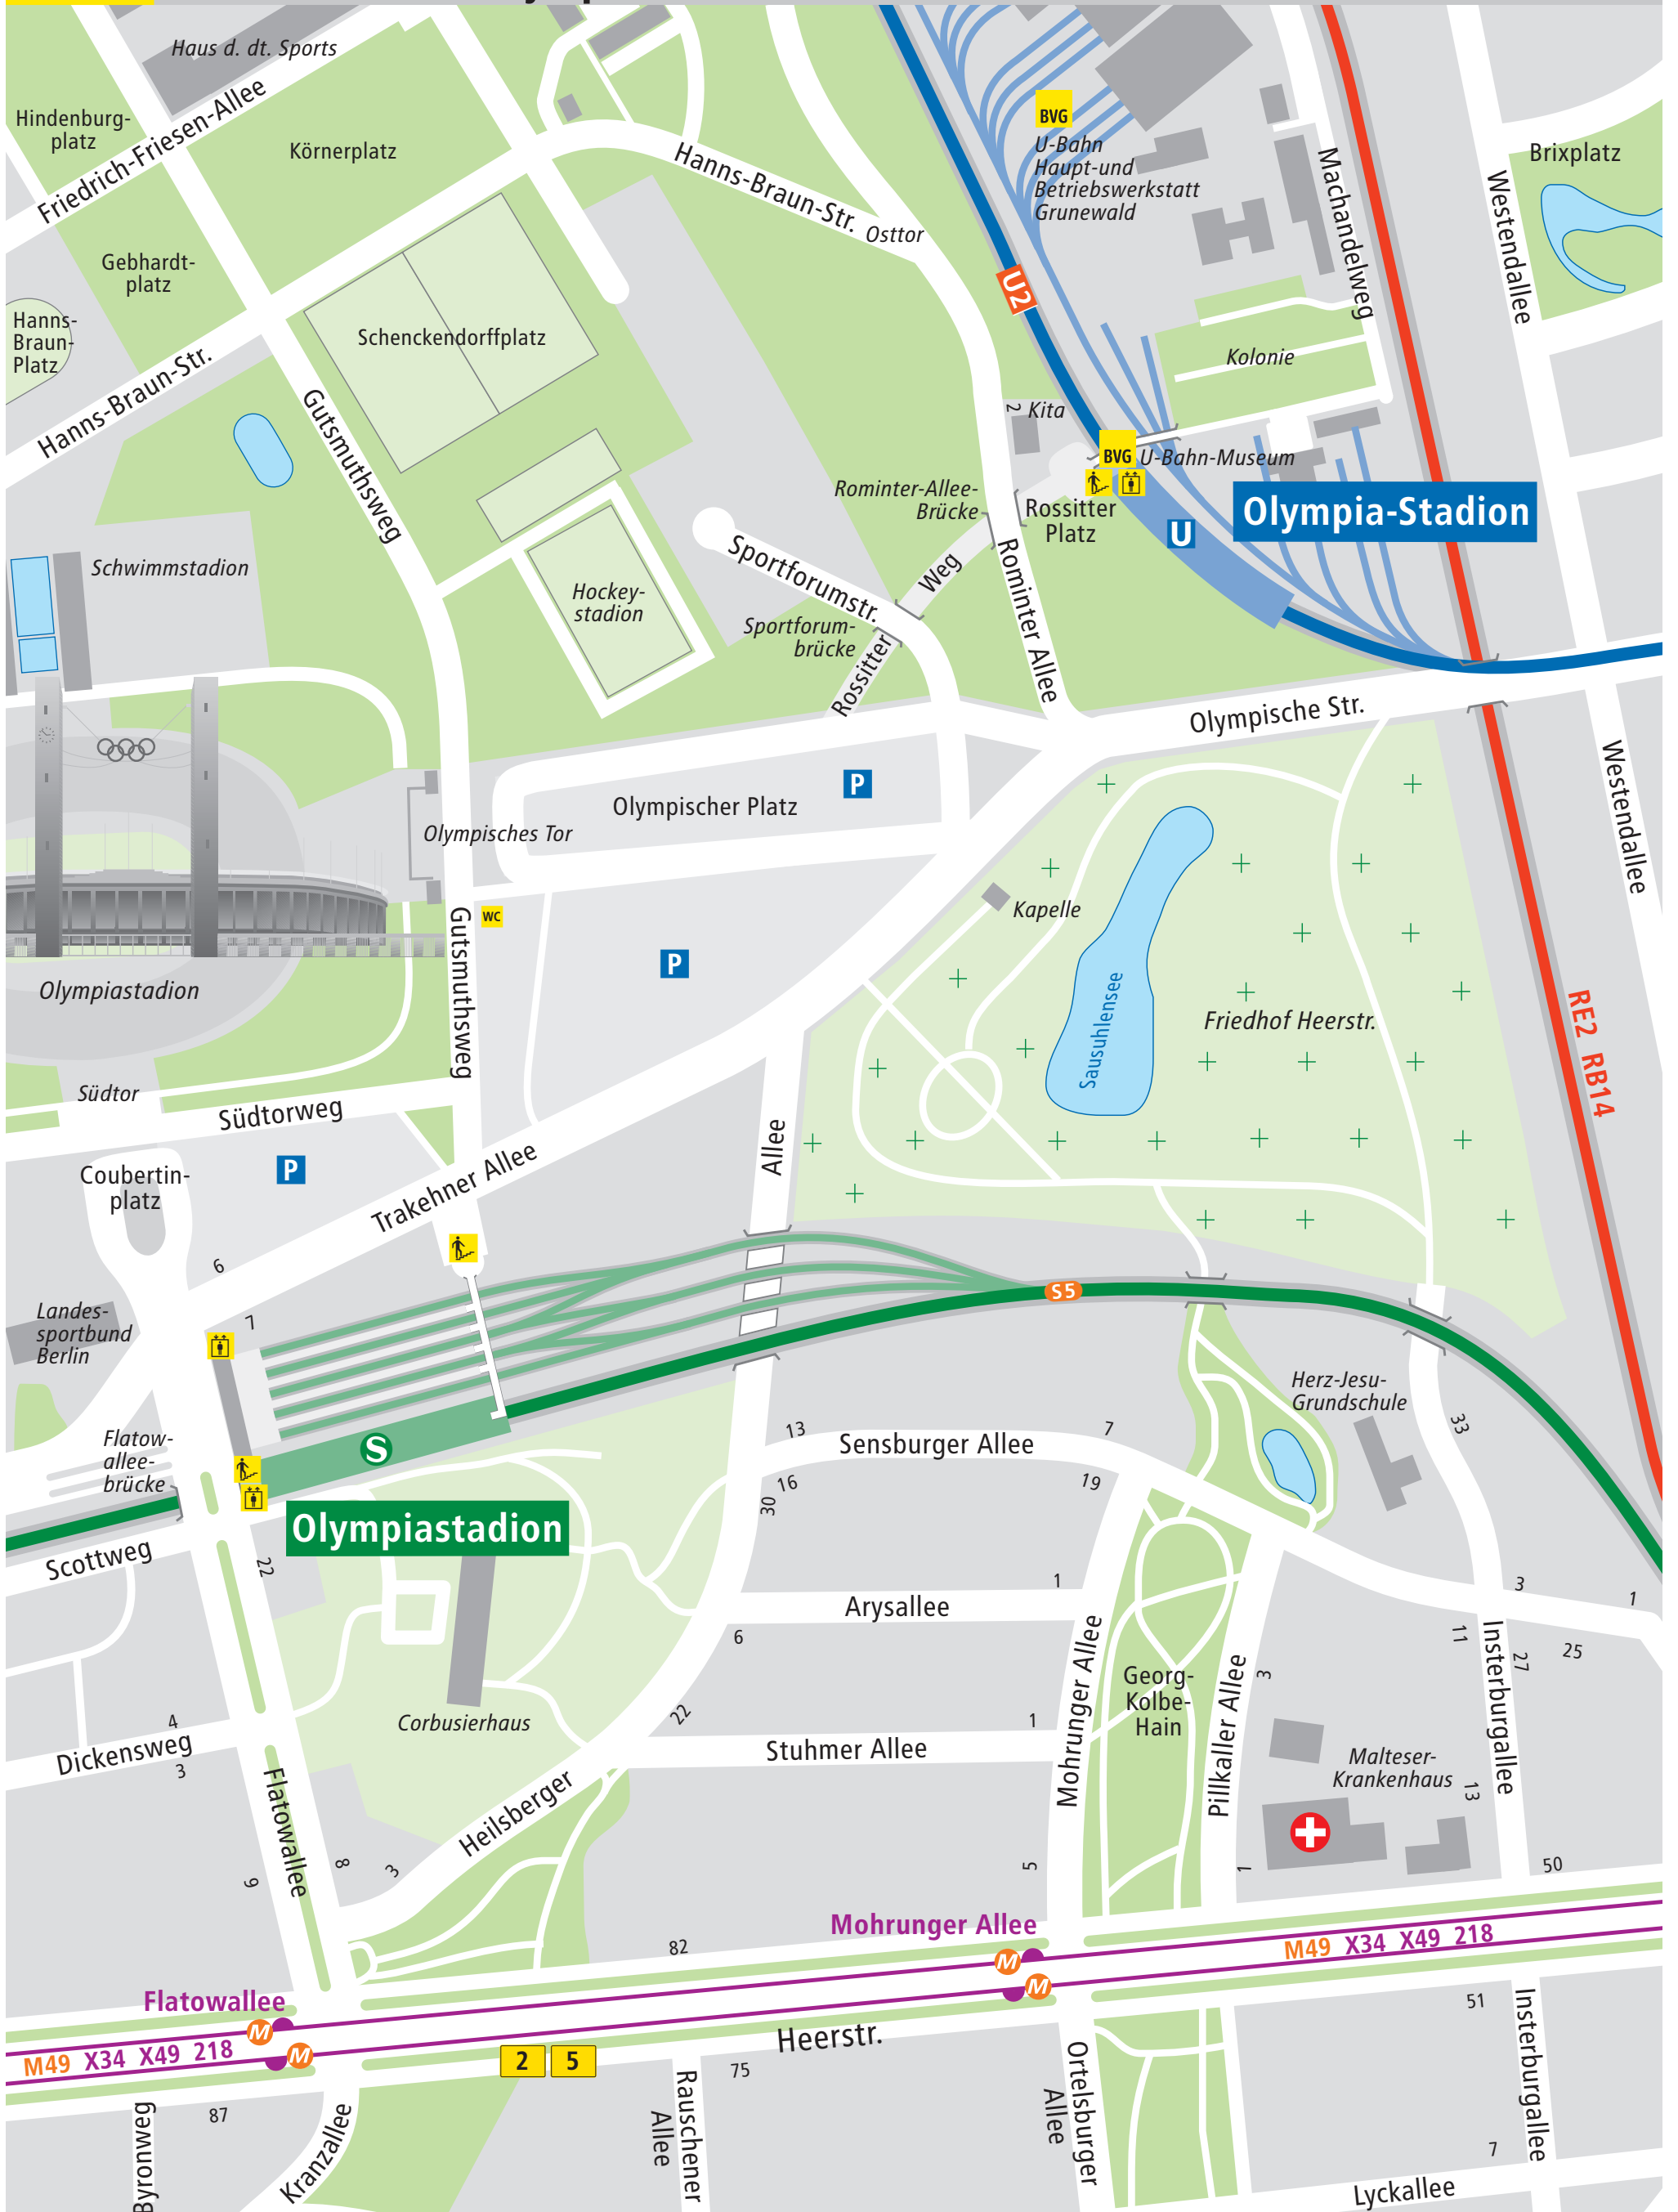 Haus d. dt. Sports
Hindenburg-
platz
Friedrich-Friesen-Allee
Körnerplatz
Hanns-Braun-Str.
Osttor
BVG
U-Bahn
Haupt-und
Betriebswerkstatt
Grunewald
Machandelweg
Westendallee
Brixplatz
Gebhardt-
platz
U2
Hanns-
Braun-
Platz
Hanns-Braun-Str.
Schenckendorffplatz
Gutsmuthsweg
Kolonie
2
Kita
BVG
U-Bahn-Museum
Rominter-Allee-
Brücke
Rossitter
Platz
U
Olympia-Stadion
Schwimmstadion
Hockey-
stadion
Sportforumstr.
Weg
Rominter Allee
Sportforum-
brücke
Rossitter
Olympische Str.
Westendallee
P
Olympischer Platz
Olympisches Tor
Kapelle
WC
Gutsmuthsweg
P
Olympiastadion
Sausuhlensee
Friedhof Heerstr.
RE2 RB14
Südtor
Südtorweg
Allee
P
Coubertin-
platz
Trakehner Allee
6
7
S5
Landes-
sportbund
Berlin
Herz-Jesu-
Grundschule
33
Flatow-
allee-
brücke
S
13
Sensburger Allee
7
16
19
30
Olympiastadion
Scottweg
22
1
3
1
Arysallee
6
11
27
25
Insterburgallee
Mohrunger Allee
Georg-
Kolbe-
Hain
Pillkaller Allee
3
Corbusierhaus
22
1
Stuhmer Allee
4
Dickensweg
3
Malteser-
Krankenhaus
13
Flatowallee
Heilsberger
8
3
9
5
1
50
Mohrunger Allee
82
M
M
M49 X34 X49 218
Flatowallee
M
M
M49 X34 X49 218
Heerstr.
2
5
75
51
Insterburgallee
87
Byronweg
Kranzallee
Rauschener
Allee
Ortelsburger
Allee
7
Lyckallee